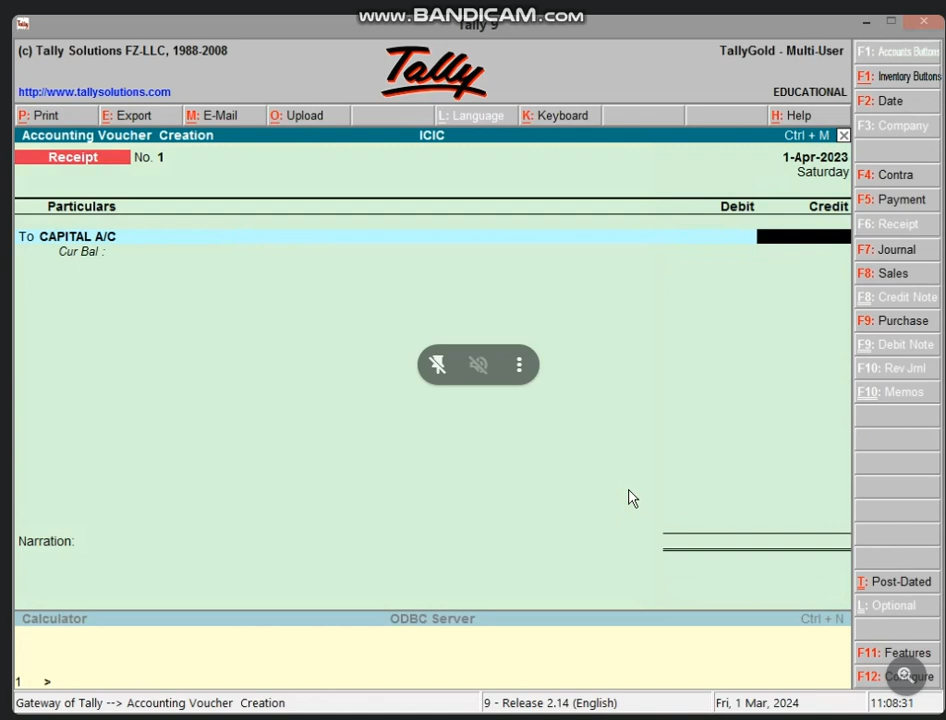 WWW.BANDICAM.COM
Tally 9
(c) Tally Solutions FZ-LLC, 1988-2008
http://www.tallysolutions.com
Tally
TallyGold - Multi-User
EDUCATIONAL
P: Print E: Export M: E-Mail O: Upload L: Language K: Keyboard H: Help
Accounting Voucher Creation ICIC Ctrl + M
Receipt No. 1 1-Apr-2023
Saturday
Particulars Debit Credit
To CAPITAL A/C
Cur Bal :
Narration:
Calculator ODBC Server Ctrl + N
1 >
Gateway of Tally --> Accounting Voucher Creation 9 - Release 2.14 (English) Fri, 1 Mar, 2024 11:08:31
F1: Accounts Buttons
F1: Inventory Buttons
F2: Date
F3: Company
F4: Contra
F5: Payment
F6: Receipt
F7: Journal
F8: Sales
F8: Credit Note
F9: Purchase
F9: Debit Note
F10: Rev Jrnl
F10: Memos
T: Post-Dated
L: Optional
F11: Features
F12: